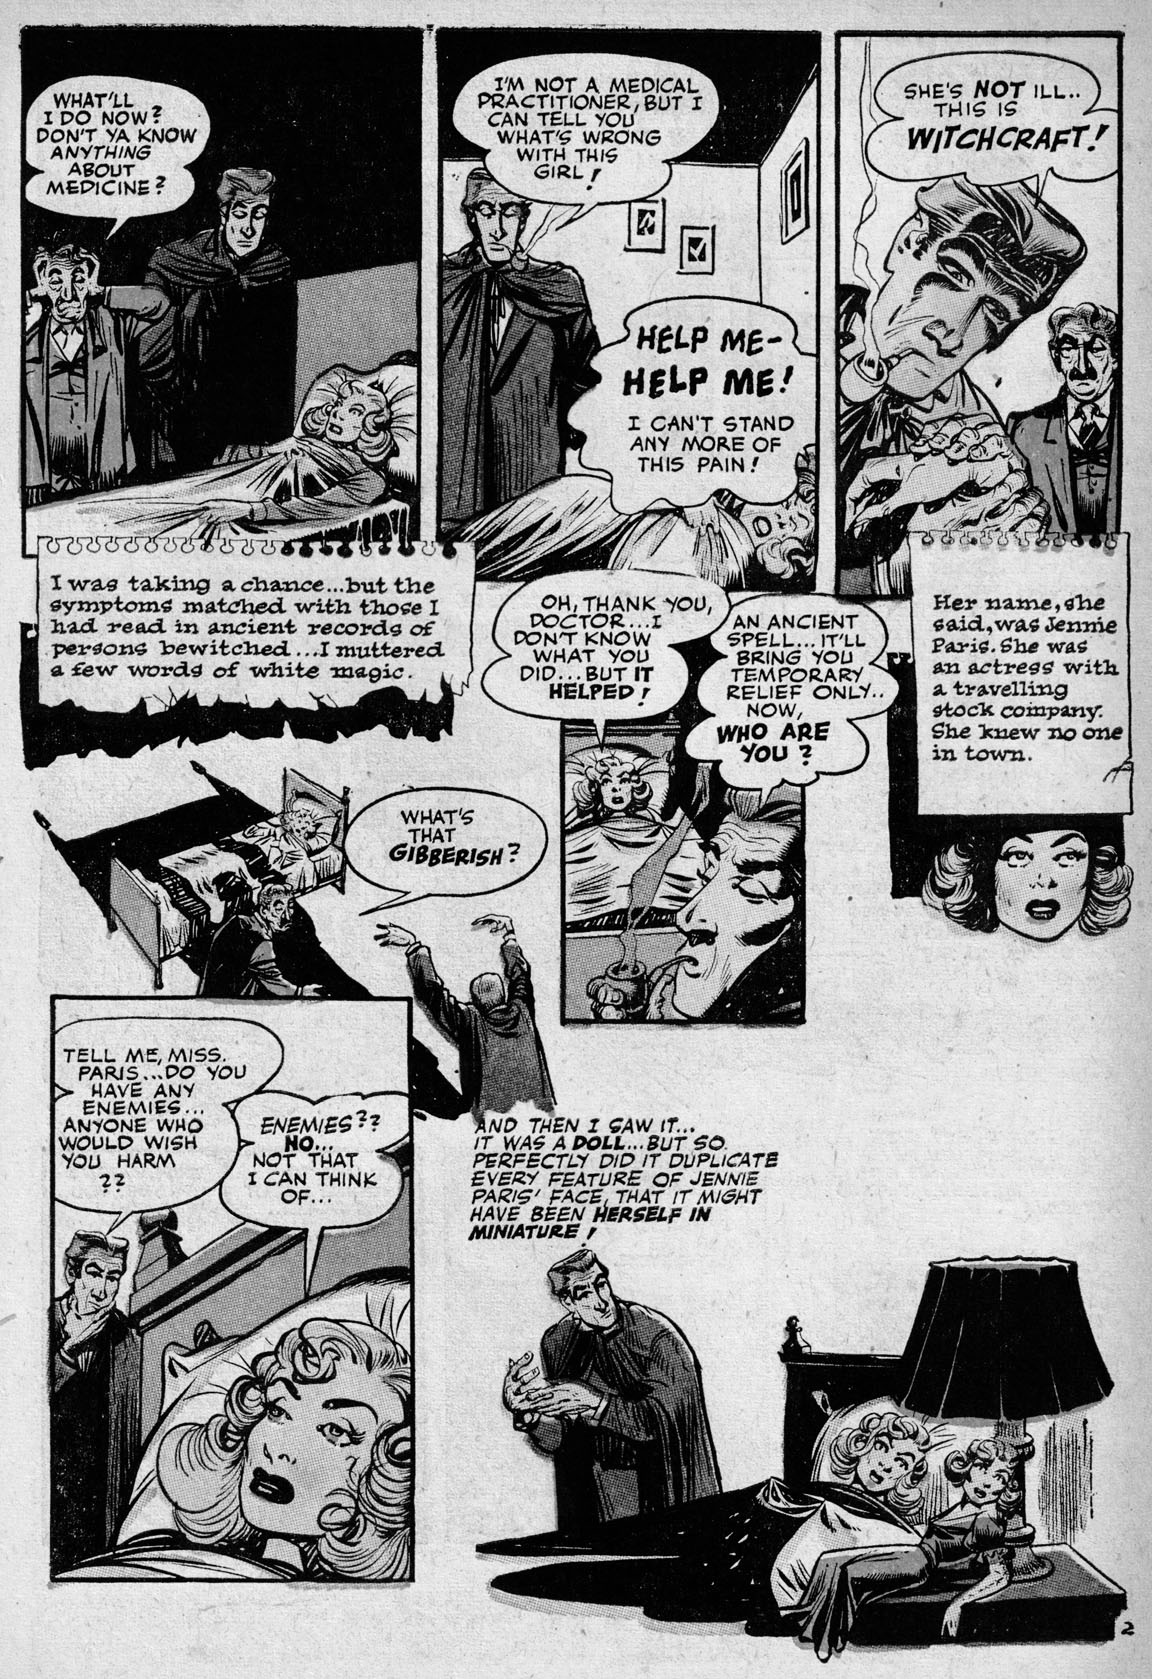 WHAT'LL
I DO NOW?
DON'T YA KNOW
ANYTHING
ABOUT
MEDICINE?
I'M NOT A MEDICAL
PRACTITIONER, BUT I
CAN TELL YOU
WHAT'S WRONG
WITH THIS
GIRL!
HELP ME-
HELP ME!
I CAN'T STAND
ANY MORE OF
THIS PAIN!
SHE'S NOT ILL..
THIS IS
WITCHCRAFT!
I was taking a chance...but the
symptoms matched with those I
had read in ancient records of
persons bewitched...I muttered
a few words of white magic.
WHAT'S
THAT
GIBBERISH?
OH, THANK YOU,
DOCTOR...I
DON'T KNOW
WHAT YOU
DID...BUT IT
HELPED!
AN ANCIENT
SPELL...IT'LL
BRING YOU
TEMPORARY
RELIEF ONLY..
NOW,
WHO ARE
YOU?
Her name, she
said, was Jennie
Paris. She was
an actress with
a travelling
stock company.
She knew no one
in town.
TELL ME, MISS.
PARIS...DO YOU
HAVE ANY
ENEMIES...
ANYONE WHO
WOULD WISH
YOU HARM
??
ENEMIES??
NO...
NOT THAT
I CAN THINK
OF...
AND THEN I SAW IT...
IT WAS A DOLL...BUT SO
PERFECTLY DID IT DUPLICATE
EVERY FEATURE OF JENNIE
PARIS' FACE, THAT IT MIGHT
HAVE BEEN HERSELF IN
MINIATURE!
2